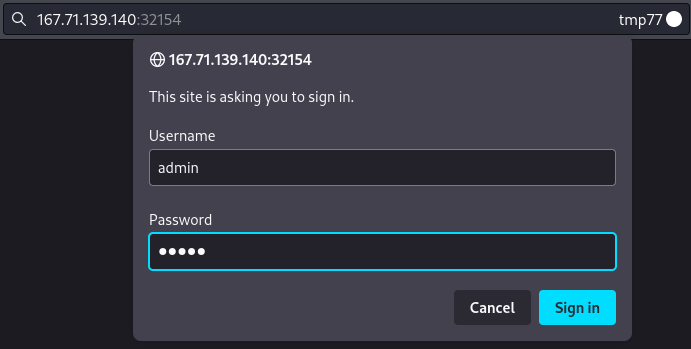 167.71.139.140:32154 tmp77
167.71.139.140:32154
This site is asking you to sign in.
Username
admin
Password
●●●●●
Cancel Sign in